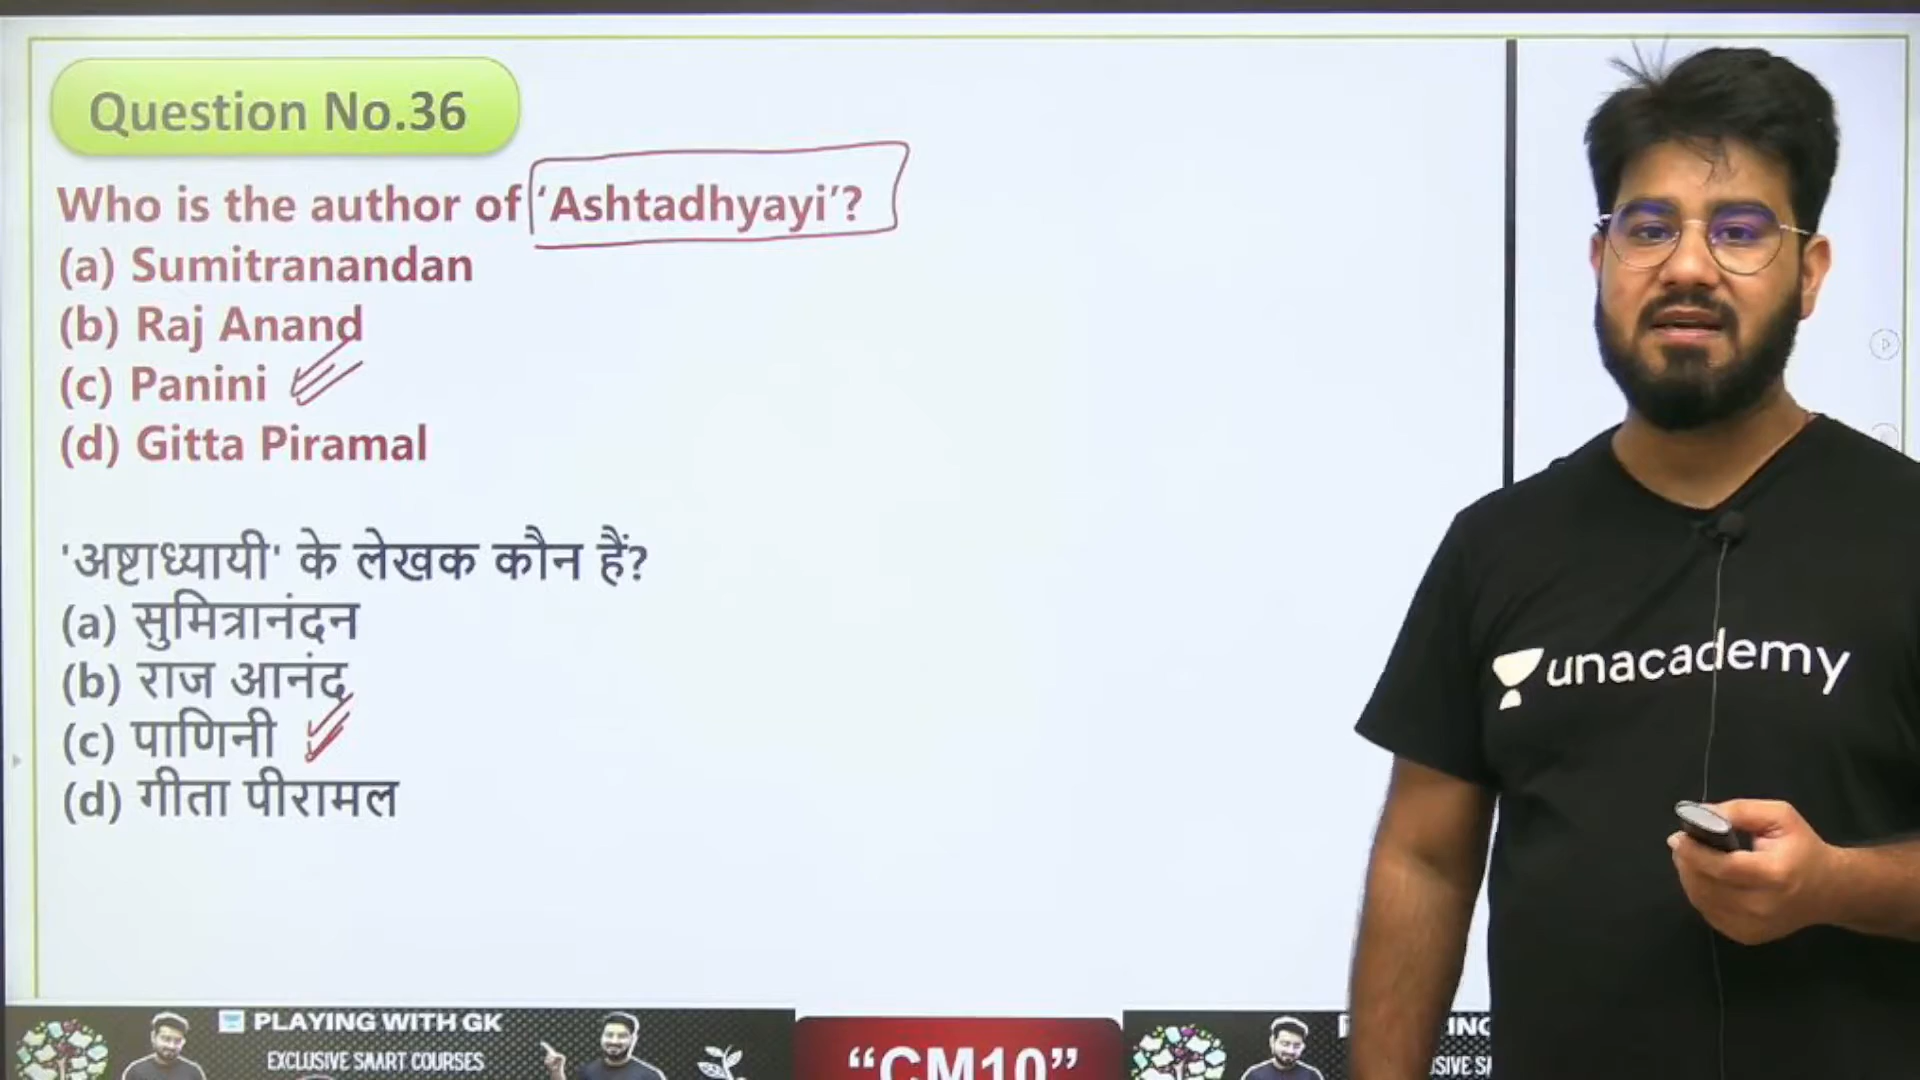 Question No.36
Who is the author of ‘Ashtadhyayi’?
(a) Sumitranandan
(b) Raj Anand
(c) Panini
(d) Gitta Piramal
'अष्टाध्यायी' के लेखक कौन हैं?
(a) सुमित्रानंदन
(b) राज आनंद
(c) पाणिनी
(d) गीता पीरामल
unacademy
PLAYING WITH GK
EXCLUSIVE SMART COURSES
“CM10”